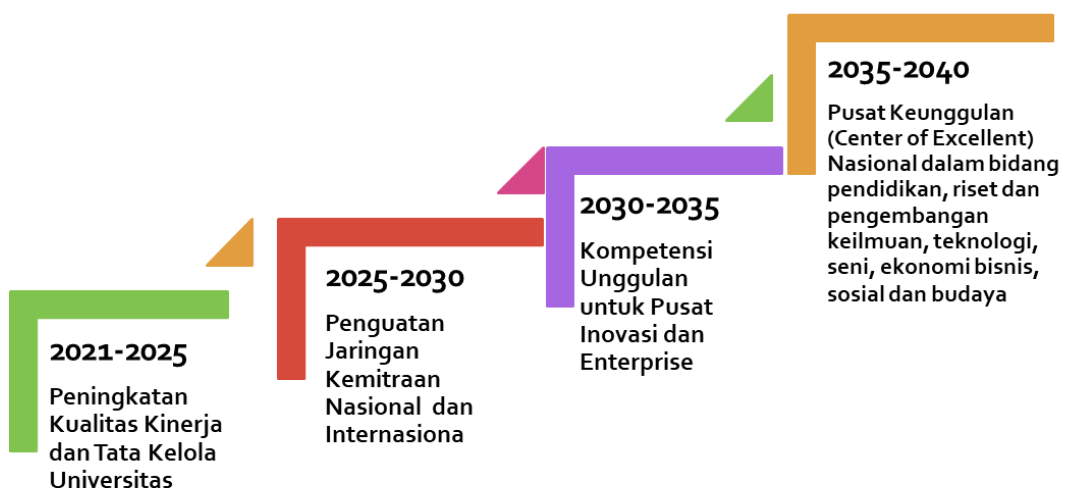 2021-2025
Peningkatan
Kualitas Kinerja
dan Tata Kelola
Universitas
2025-2030
Penguatan
Jaringan
Kemitraan
Nasional dan
Internasiona
2030-2035
Kompetensi
Unggulan
untuk Pusat
Inovasi dan
Enterprise
2035-2040
Pusat Keunggulan
(Center of Excellent)
Nasional dalam bidang
pendidikan, riset dan
pengembangan
keilmuan, teknologi,
seni, ekonomi bisnis,
sosial dan budaya